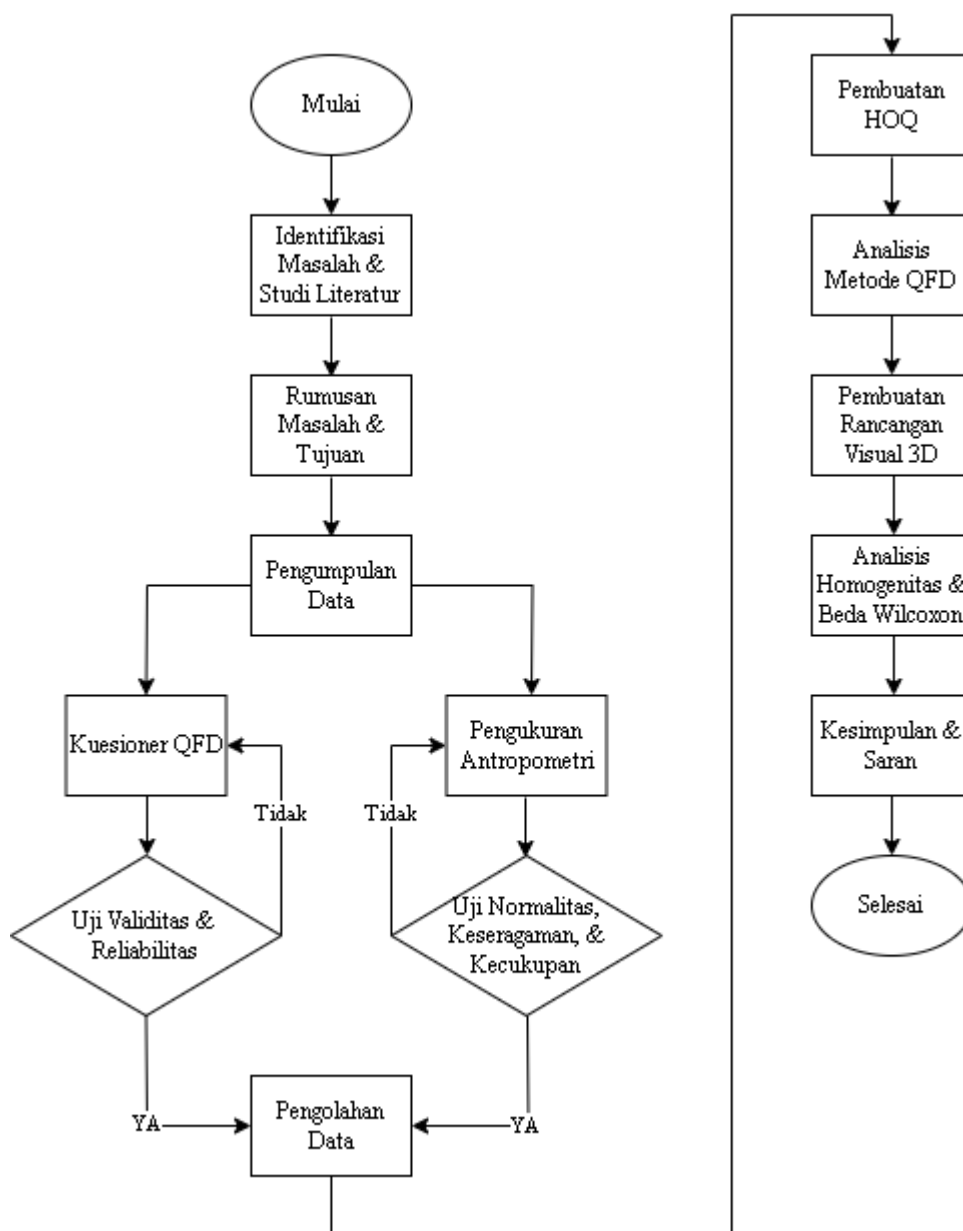 Mulai
Identifikasi
Masalah &
Studi Literatur
Rumusan
Masalah &
Tujuan
Pengumpulan
Data
Kuesioner QFD
Pengukuran
Antropometri
Tidak
Tidak
Uji Validitas &
Reliabilitas
Uji Normalitas,
Keseragaman, &
Kecukupan
YA
YA
Pengolahan
Data
Pembuatan
HOQ
Analisis
Metode QFD
Pembuatan
Rancangan
Visual 3D
Analisis
Homogenitas &
Beda Wilcoxon
Kesimpulan &
Saran
Selesai